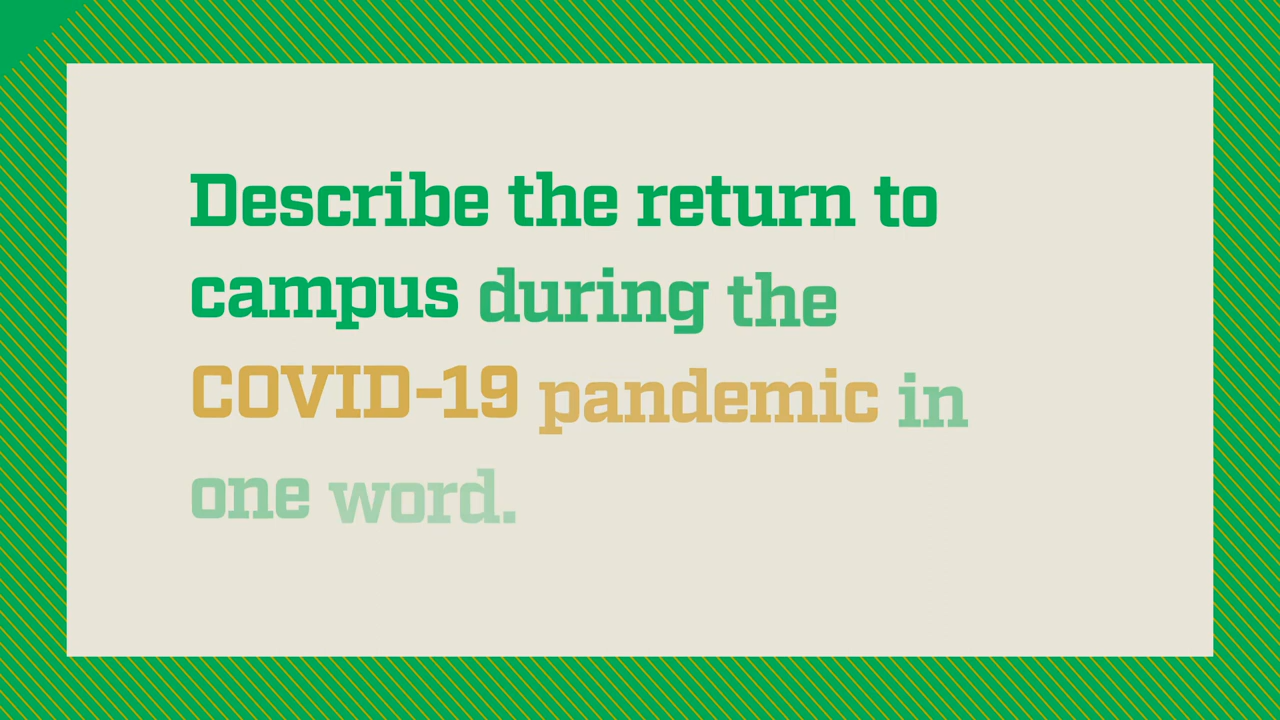 Describe the return to
campus during the
COVID-19 pandemic in
one word.